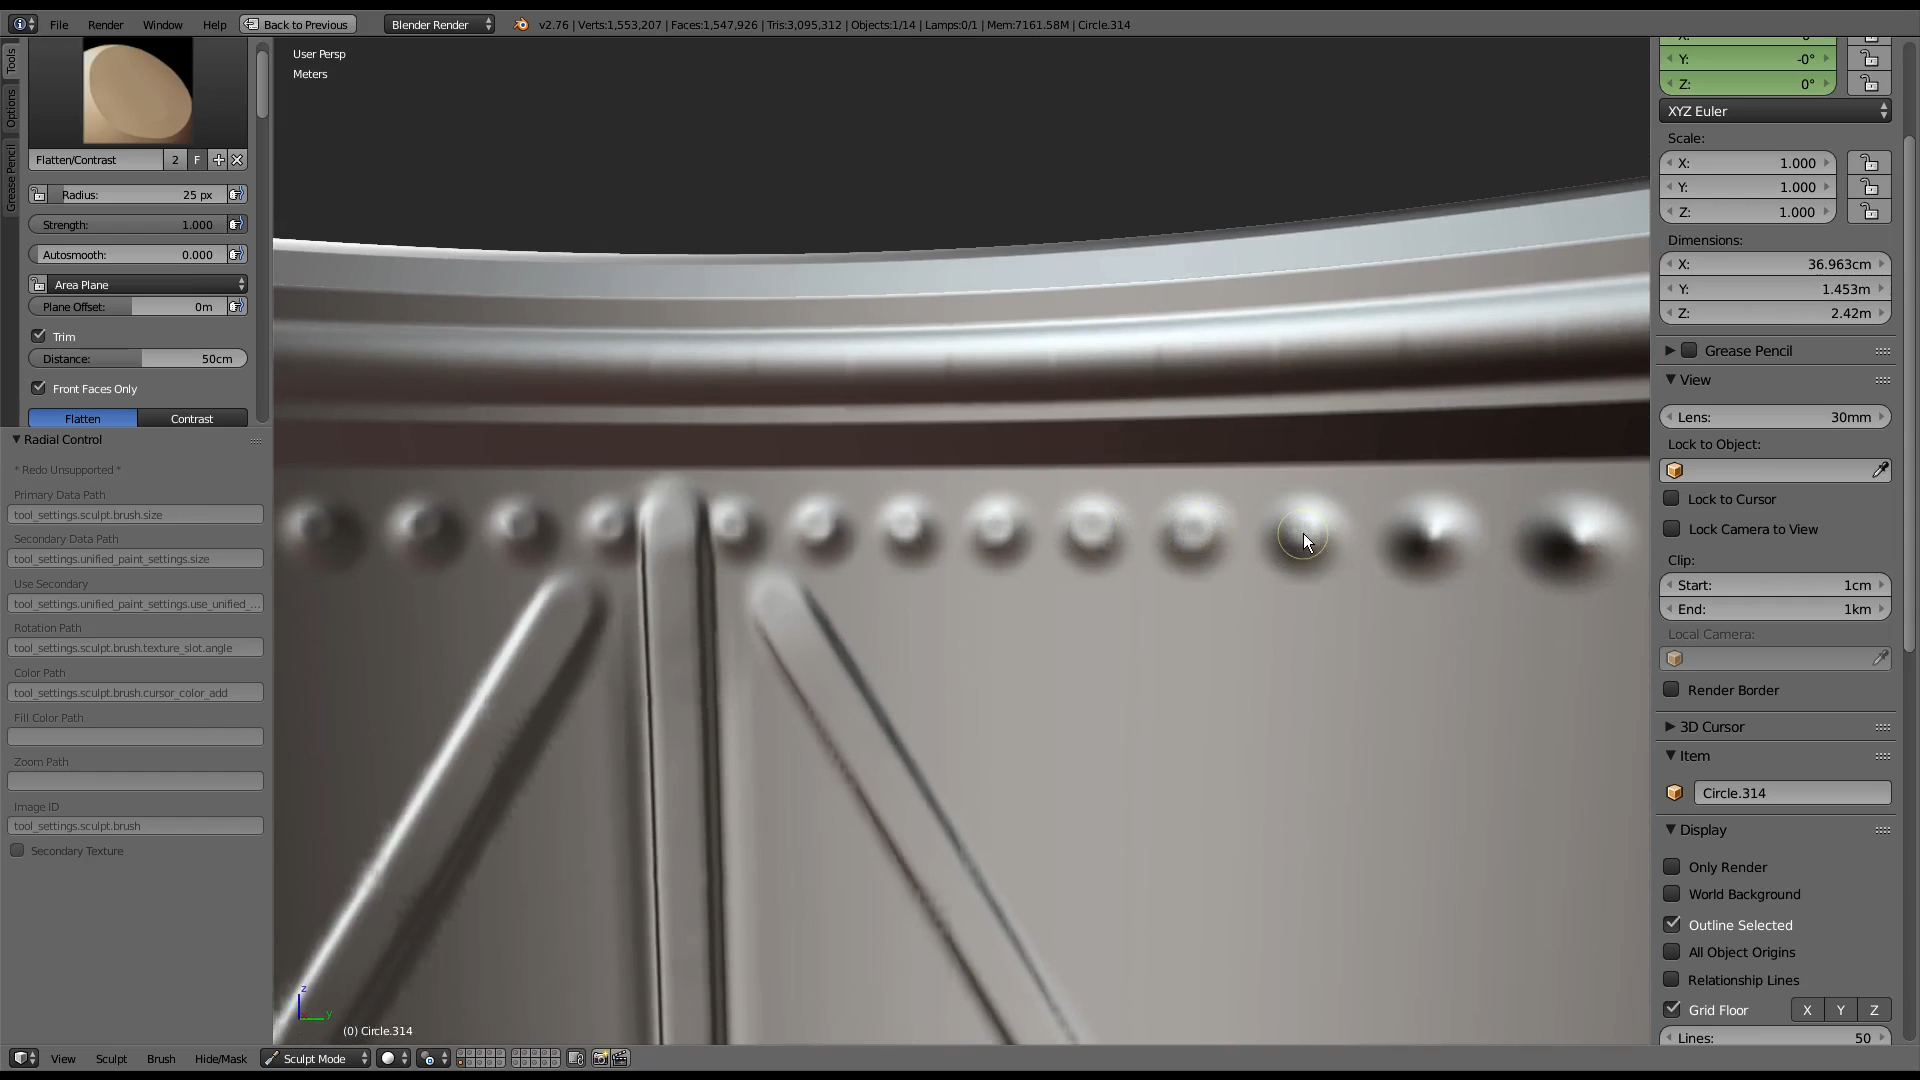 File Render Window Help Back to Previous Blender Render v2.76 | Verts:1,553,207 | Faces:1,547,926 | Tris:3,095,312 | Objects:1/14 | Lamps:0/1 | Mem:7161.58M | Circle.314
Tools
Options
Grease Pencil
Flatten/Contrast 2 F
Radius: 25 px
Strength: 1.000
Autosmooth: 0.000
Area Plane
Plane Offset: 0m
Trim
Distance: 50cm
Front Faces Only
Flatten Contrast
Radial Control
* Redo Unsupported *
Primary Data Path
tool_settings.sculpt.brush.size
Secondary Data Path
tool_settings.unified_paint_settings.size
Use Secondary
tool_settings.unified_paint_settings.use_unified_...
Rotation Path
tool_settings.sculpt.brush.texture_slot.angle
Color Path
tool_settings.sculpt.brush.cursor_color_add
Fill Color Path
Zoom Path
Image ID
tool_settings.sculpt.brush
Secondary Texture
User Persp
Meters
z
y
(0) Circle.314
Y: -0°
Z: 0°
XYZ Euler
Scale:
X: 1.000
Y: 1.000
Z: 1.000
Dimensions:
X: 36.963cm
Y: 1.453m
Z: 2.42m
Grease Pencil
View
Lens: 30mm
Lock to Object:
Lock to Cursor
Lock Camera to View
Clip:
Start: 1cm
End: 1km
Local Camera:
Render Border
3D Cursor
Item
Circle.314
Display
Only Render
World Background
Outline Selected
All Object Origins
Relationship Lines
Grid Floor X Y Z
Lines: 50
View Sculpt Brush Hide/Mask Sculpt Mode